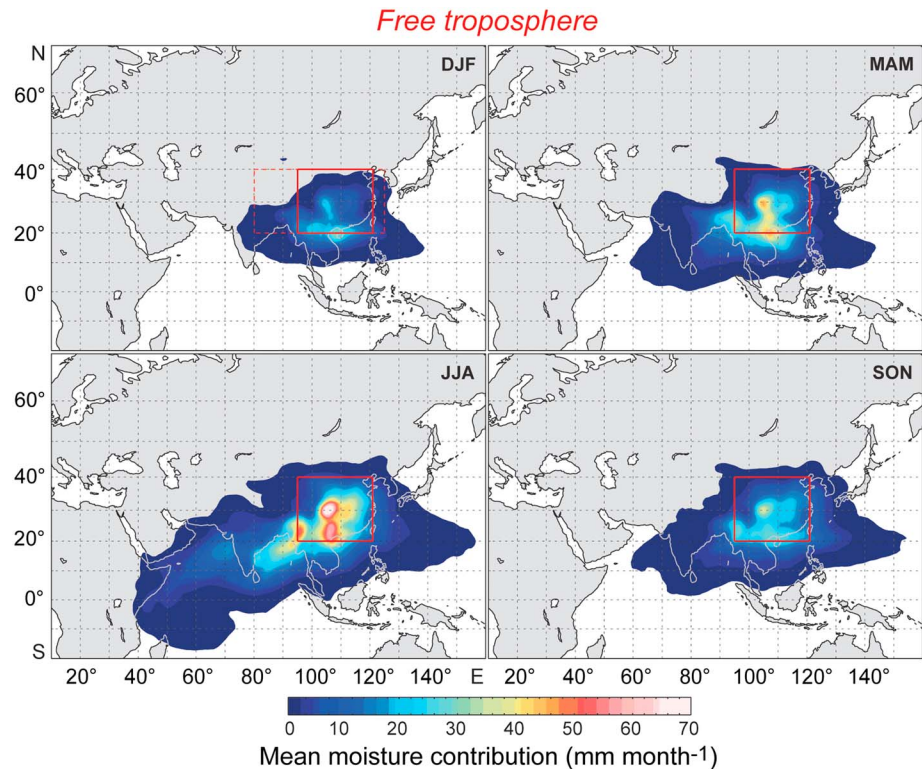 Free troposphere
N DJF MAM
60°
40°
20°
0°
JJA SON
60°
40°
20°
0°
S
20° 40° 60° 80° 100° 120° 140° E 20° 40° 60° 80° 100° 120° 140°
0 10 20 30 40 50 60 70
Mean moisture contribution (mm month-1)